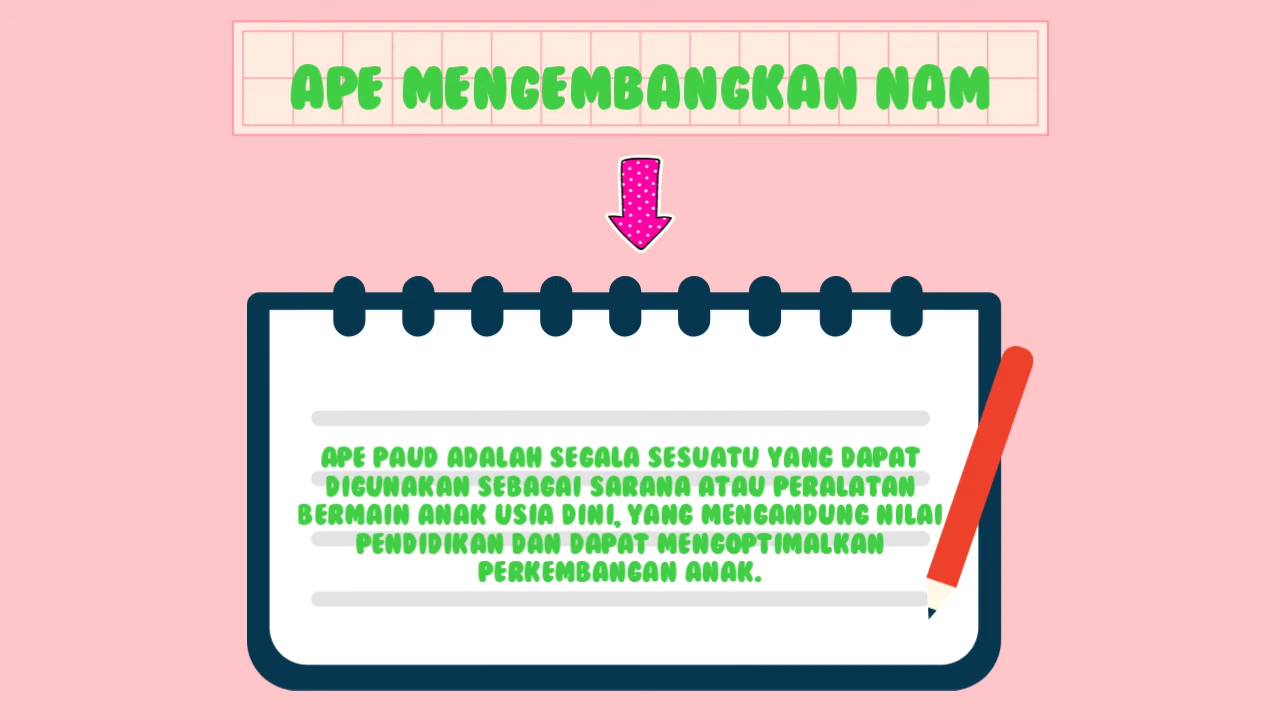 APE MENGEMBANGKAN NAM
APE PAUD ADALAH SEGALA SESUATU YANG DAPAT
DIGUNAKAN SEBAGAI SARANA ATAU PERALATAN
BERMAIN ANAK USIA DINI, YANG MENGANDUNG NILAI
PENDIDIKAN DAN DAPAT MENGOPTIMALKAN
PERKEMBANGAN ANAK.